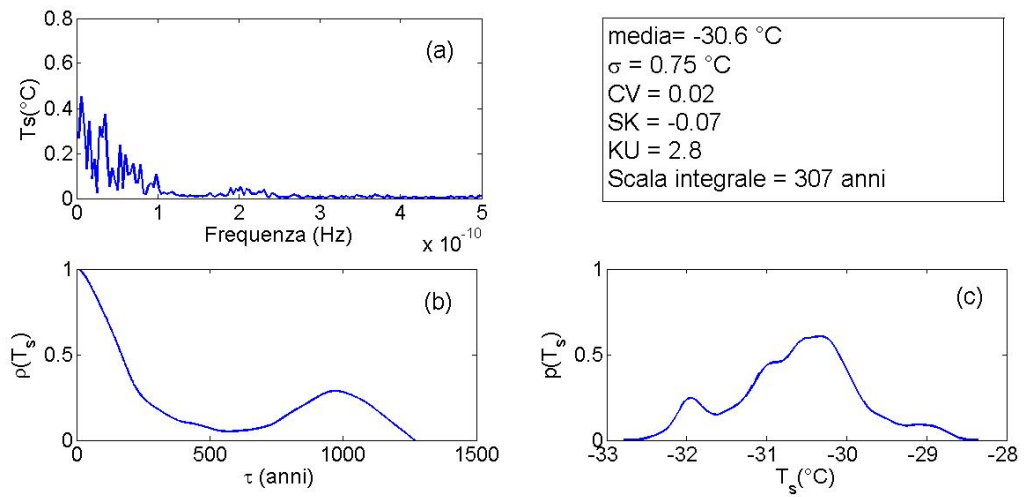 0.8
0.6
0.4
0.2
0
Ts(°C)
(a)
0 1 2 3 4 5
Frequenza (Hz)
x 10⁻¹⁰
media= -30.6 °C
σ = 0.75 °C
CV = 0.02
SK = -0.07
KU = 2.8
Scala integrale = 307 anni
1
0.5
0
ρ(Tₛ)
(b)
0 500 1000 1500
τ (anni)
1
0.5
0
p(Tₛ)
(c)
-33 -32 -31 -30 -29 -28
Tₛ(°C)